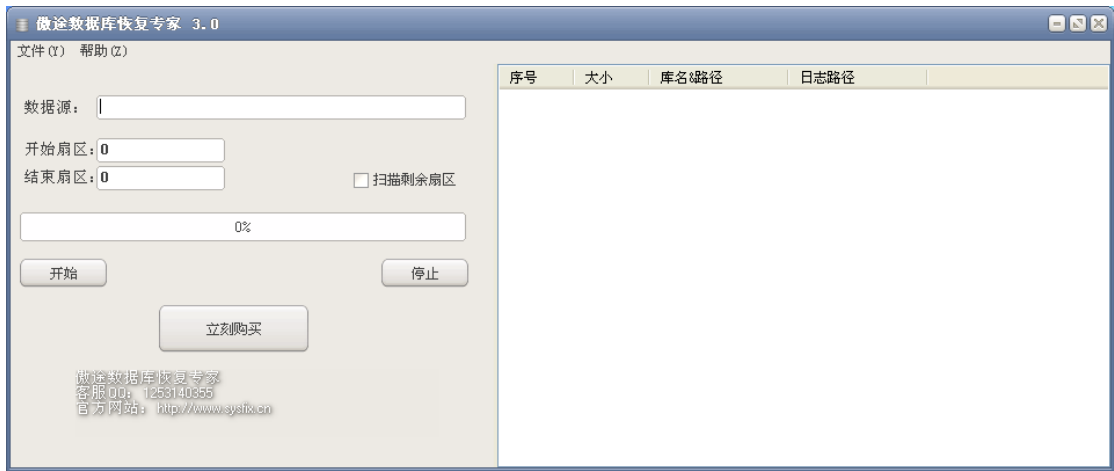 傲途数据库恢复专家 3.0
文件(Y) 帮助(Z)
序号 大小 库名&路径 日志路径
数据源：
开始扇区：0
结束扇区：0
扫描剩余扇区
0%
开始 停止
立刻购买
傲途数据库恢复专家
客服QQ： 1253140355
官方网站： http://www.sysfix.cn